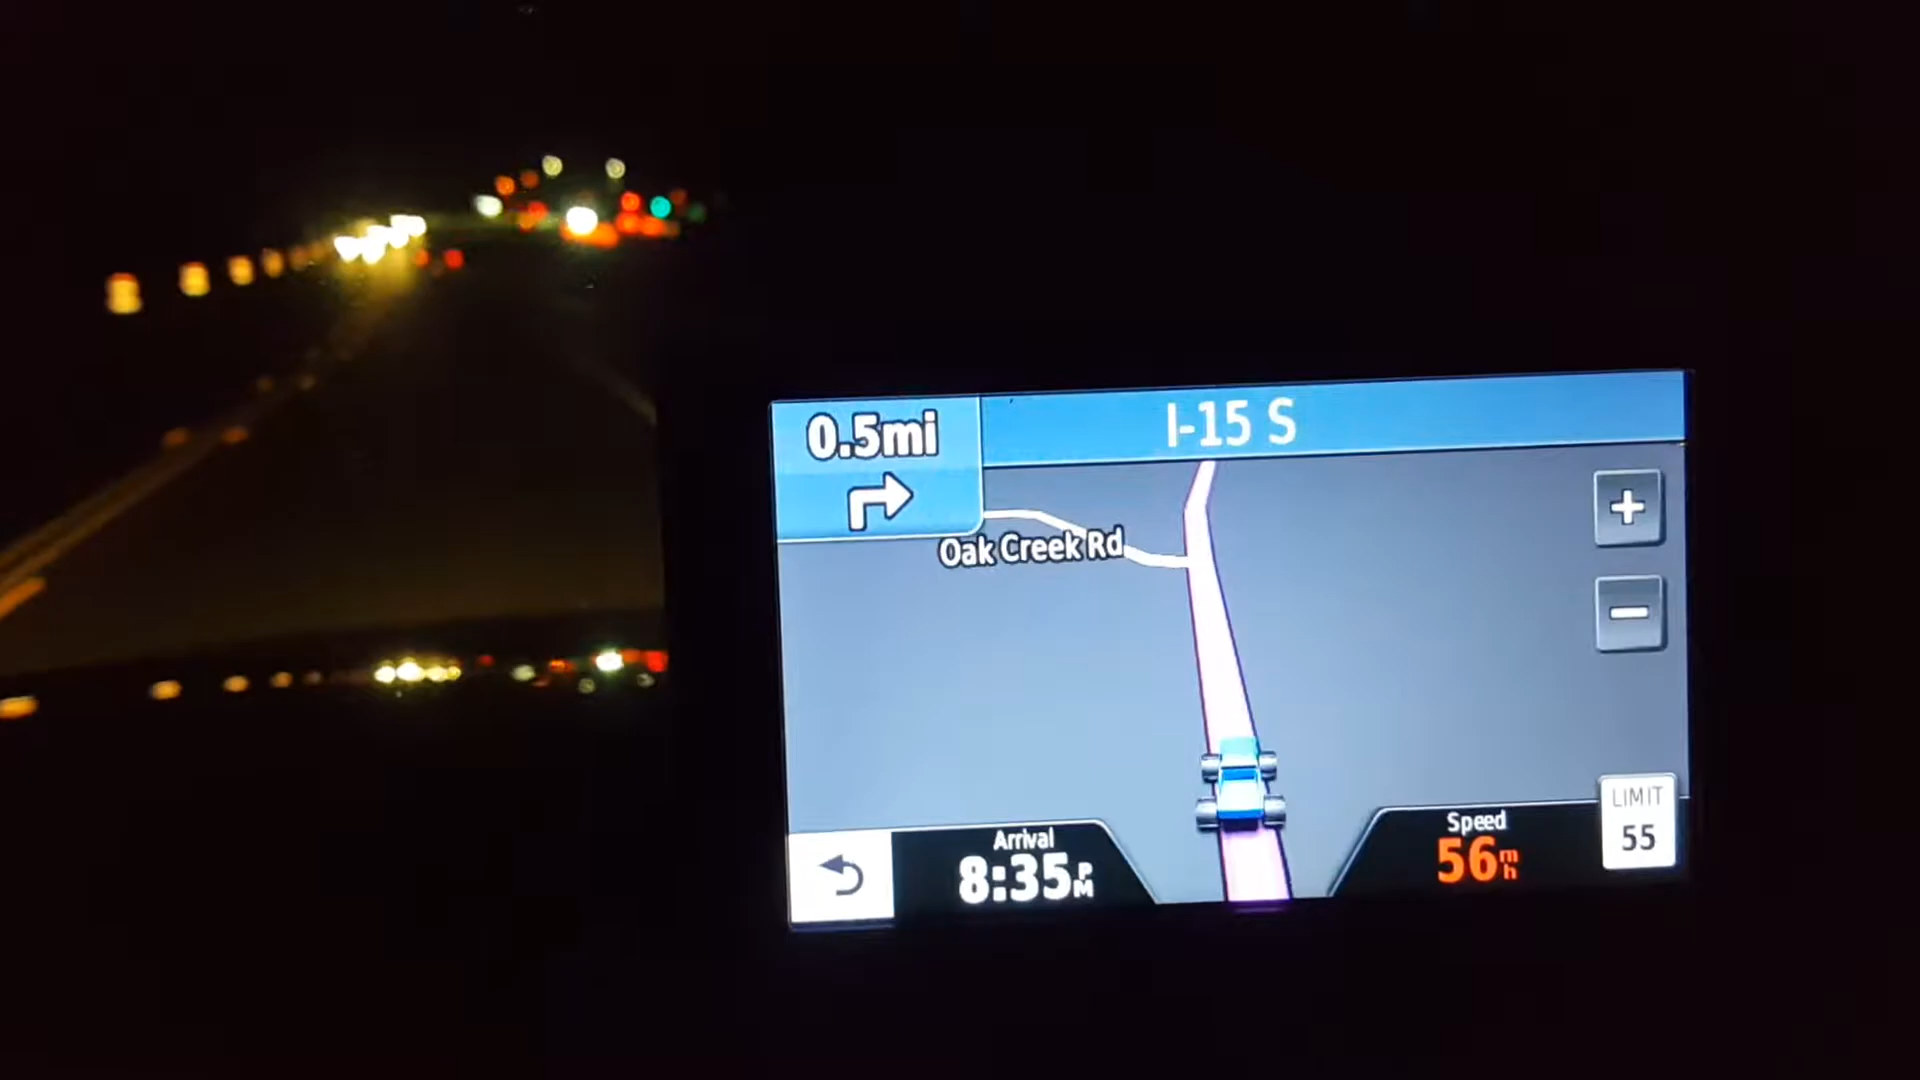 0.5mi
I-15 S
Oak Creek Rd
+
-
Arrival
8:35PM
Speed
56mh
LIMIT
55